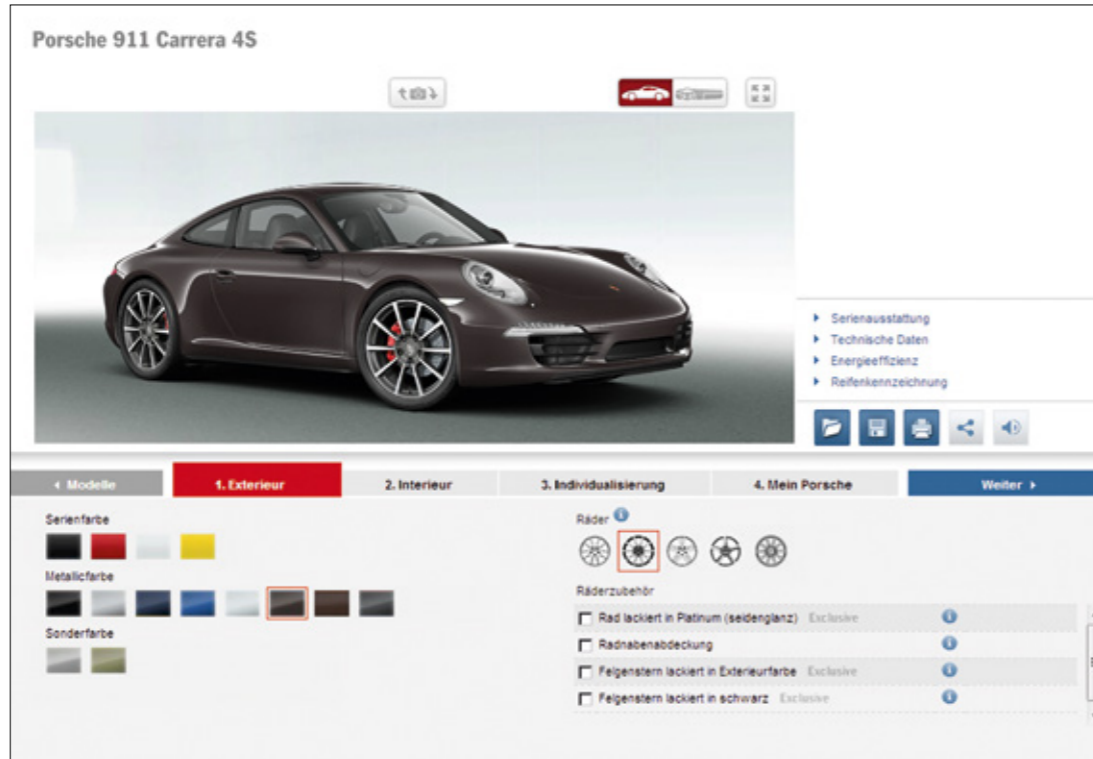 Porsche 911 Carrera 4S
Serienausstattung
Technische Daten
Energieeffizienz
Reifenkennzeichnung
Modelle
1. Exterieur
2. Interieur
3. Individualisierung
4. Mein Porsche
Weiter
Serienfarbe
Metallicfarbe
Sonderfarbe
Räder
Räderzubehör
Rad lackiert in Platinum (seidenglanz) Exclusive
Radnabenabdeckung
Felgenstern lackiert in Exterieurfarbe Exclusive
Felgenstern lackiert in schwarz Exclusive